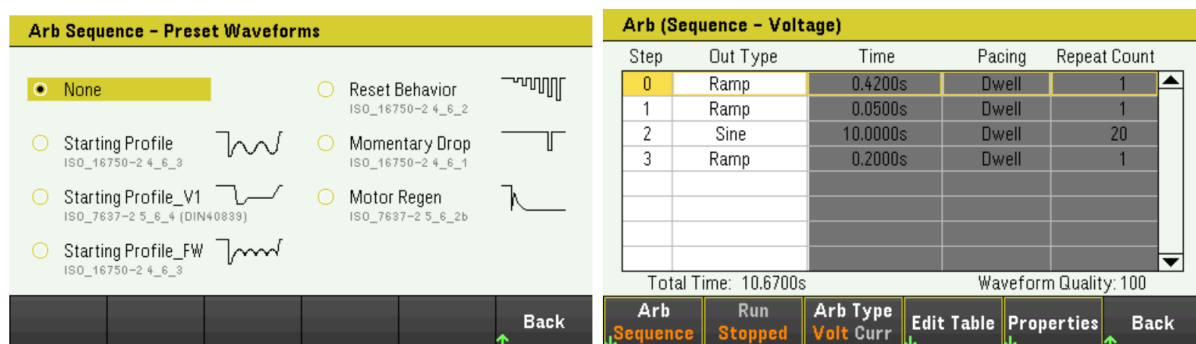 Arb Sequence - Preset Waveforms
None
Starting Profile
ISO_16750-2 4_6_3
Starting Profile_V1
ISO_7637-2 5_6_4 (DIN40839)
Starting Profile_FW
ISO_16750-2 4_6_3
Reset Behavior
ISO_16750-2 4_6_2
Momentary Drop
ISO_16750-2 4_6_1
Motor Regen
ISO_7637-2 5_6_2b
Back
Arb (Sequence - Voltage)
Step Out Type Time Pacing Repeat Count
0 Ramp 0.4200s Dwell 1
1 Ramp 0.0500s Dwell 1
2 Sine 10.0000s Dwell 20
3 Ramp 0.2000s Dwell 1
Total Time: 10.6700s Waveform Quality: 100
Arb Run Arb Type
Sequence Stopped Volt Curr Edit Table Properties Back